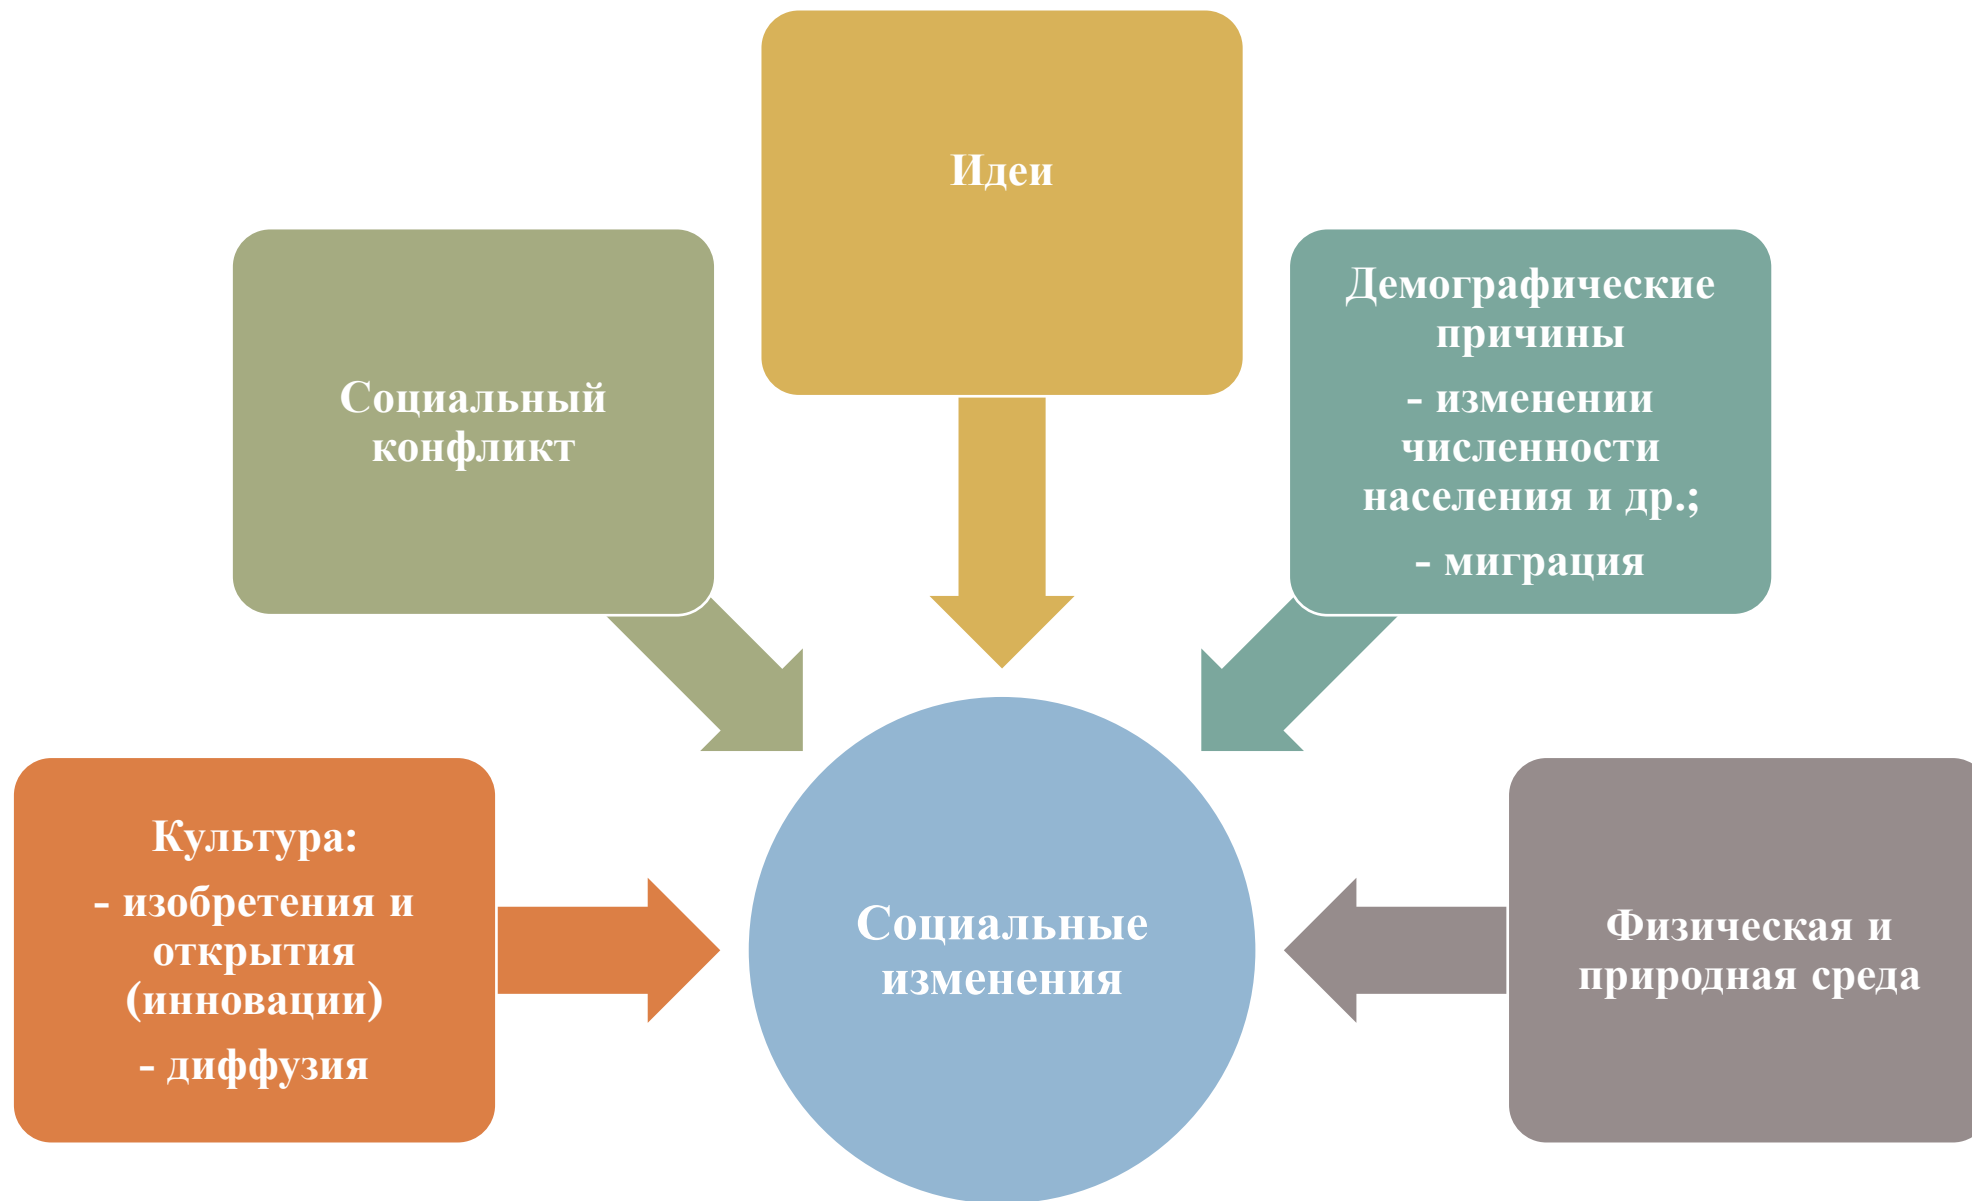 Идеи
Социальный
конфликт
Демографические
причины
- изменении
численности
населения и др.;
- миграция
Культура:
- изобретения и
открытия
(инновации)
- диффузия
Социальные
изменения
Физическая и
природная среда